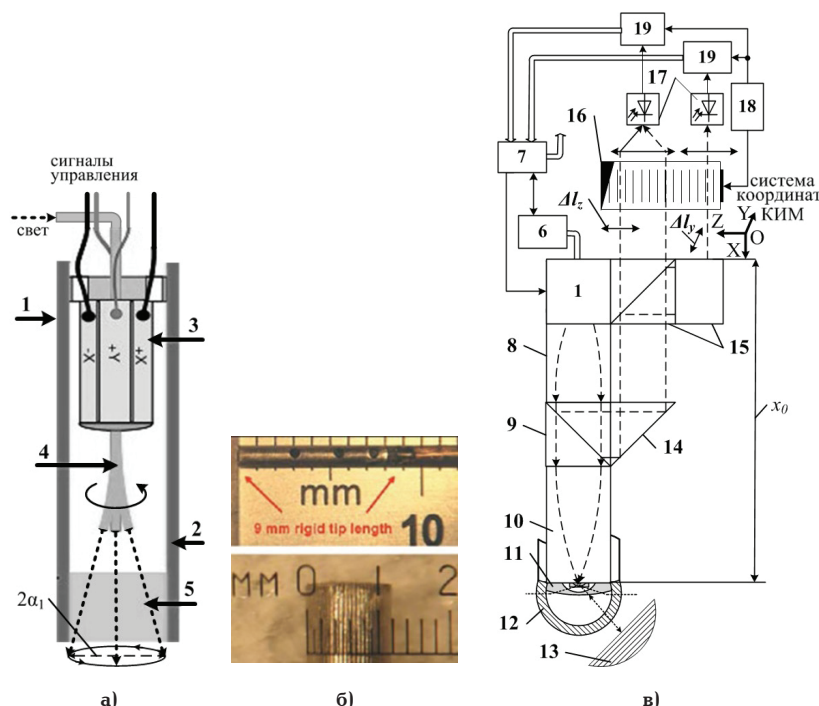 сигналы
управления
свет
1
3
-X
+Y
+X
4
2
5
2α₁
а)
mm
9 mm rigid tip length
10
мм 0 1 2
б)
19
19
17
16
18
7
система
координат
КИМ
Δlz
Δly
Y
Z
O
X
6
1
8
15
x₀
9
14
10
11
12
13
в)